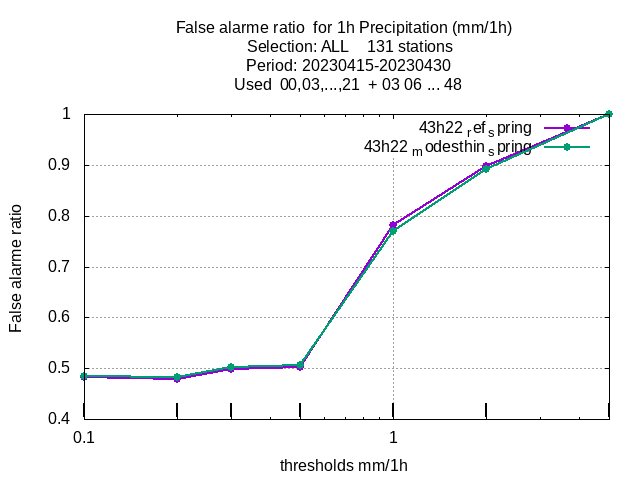 False alarme ratio  for 1h Precipitation (mm/1h)
Selection: ALL    131 stations
Period: 20230415-20230430
Used  00,03,...,21  + 03 06 ... 48
1
0.9
0.8
0.7
0.6
0.5
0.4
False alarme ratio
43h22 ref spring
43h22 modesthin spring
0.1
1
thresholds mm/1h